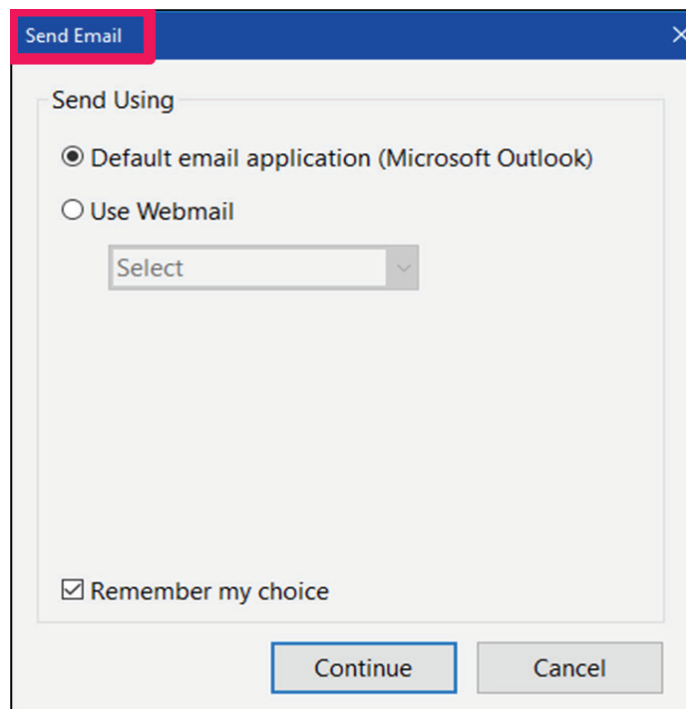 Send Email
Send Using
Default email application (Microsoft Outlook)
Use Webmail
Select
Remember my choice
Continue
Cancel